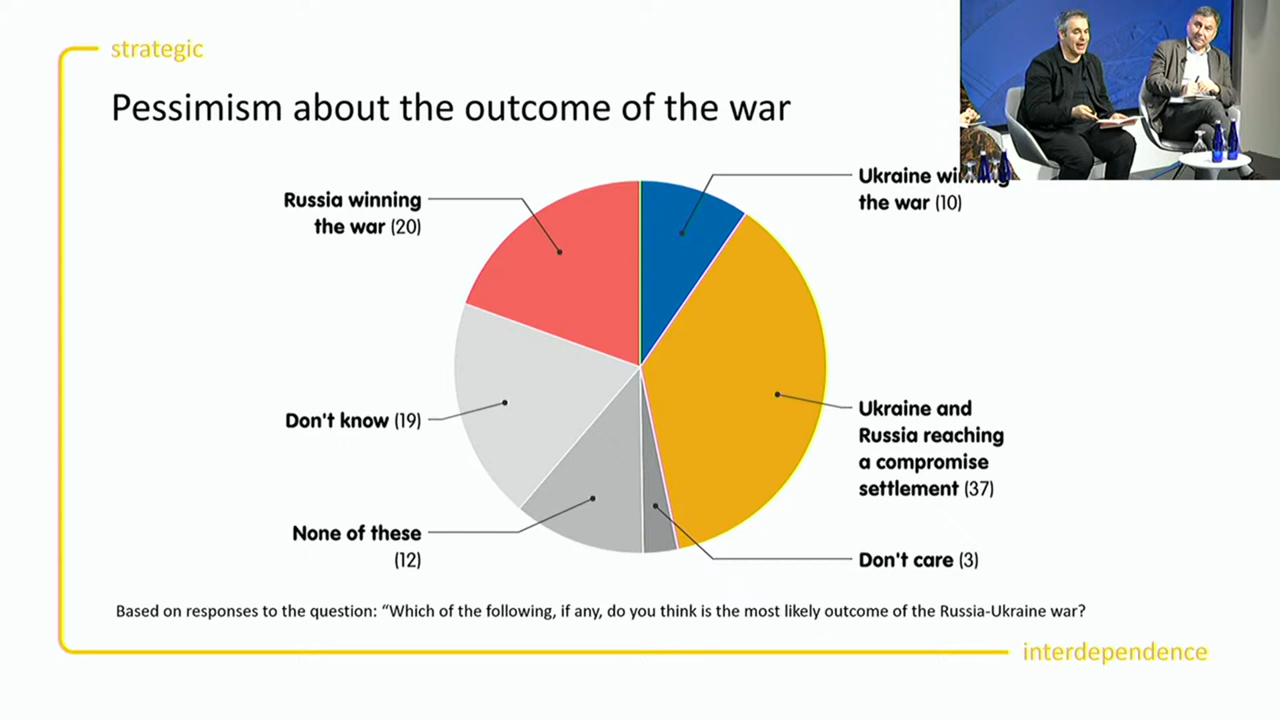 strategic
Pessimism about the outcome of the war
Russia winning
the war (20)
Ukraine winning
the war (10)
Don't know (19)
Ukraine and
Russia reaching
a compromise
settlement (37)
None of these
(12)
Don't care (3)
Based on responses to the question: “Which of the following, if any, do you think is the most likely outcome of the Russia-Ukraine war?
interdependence